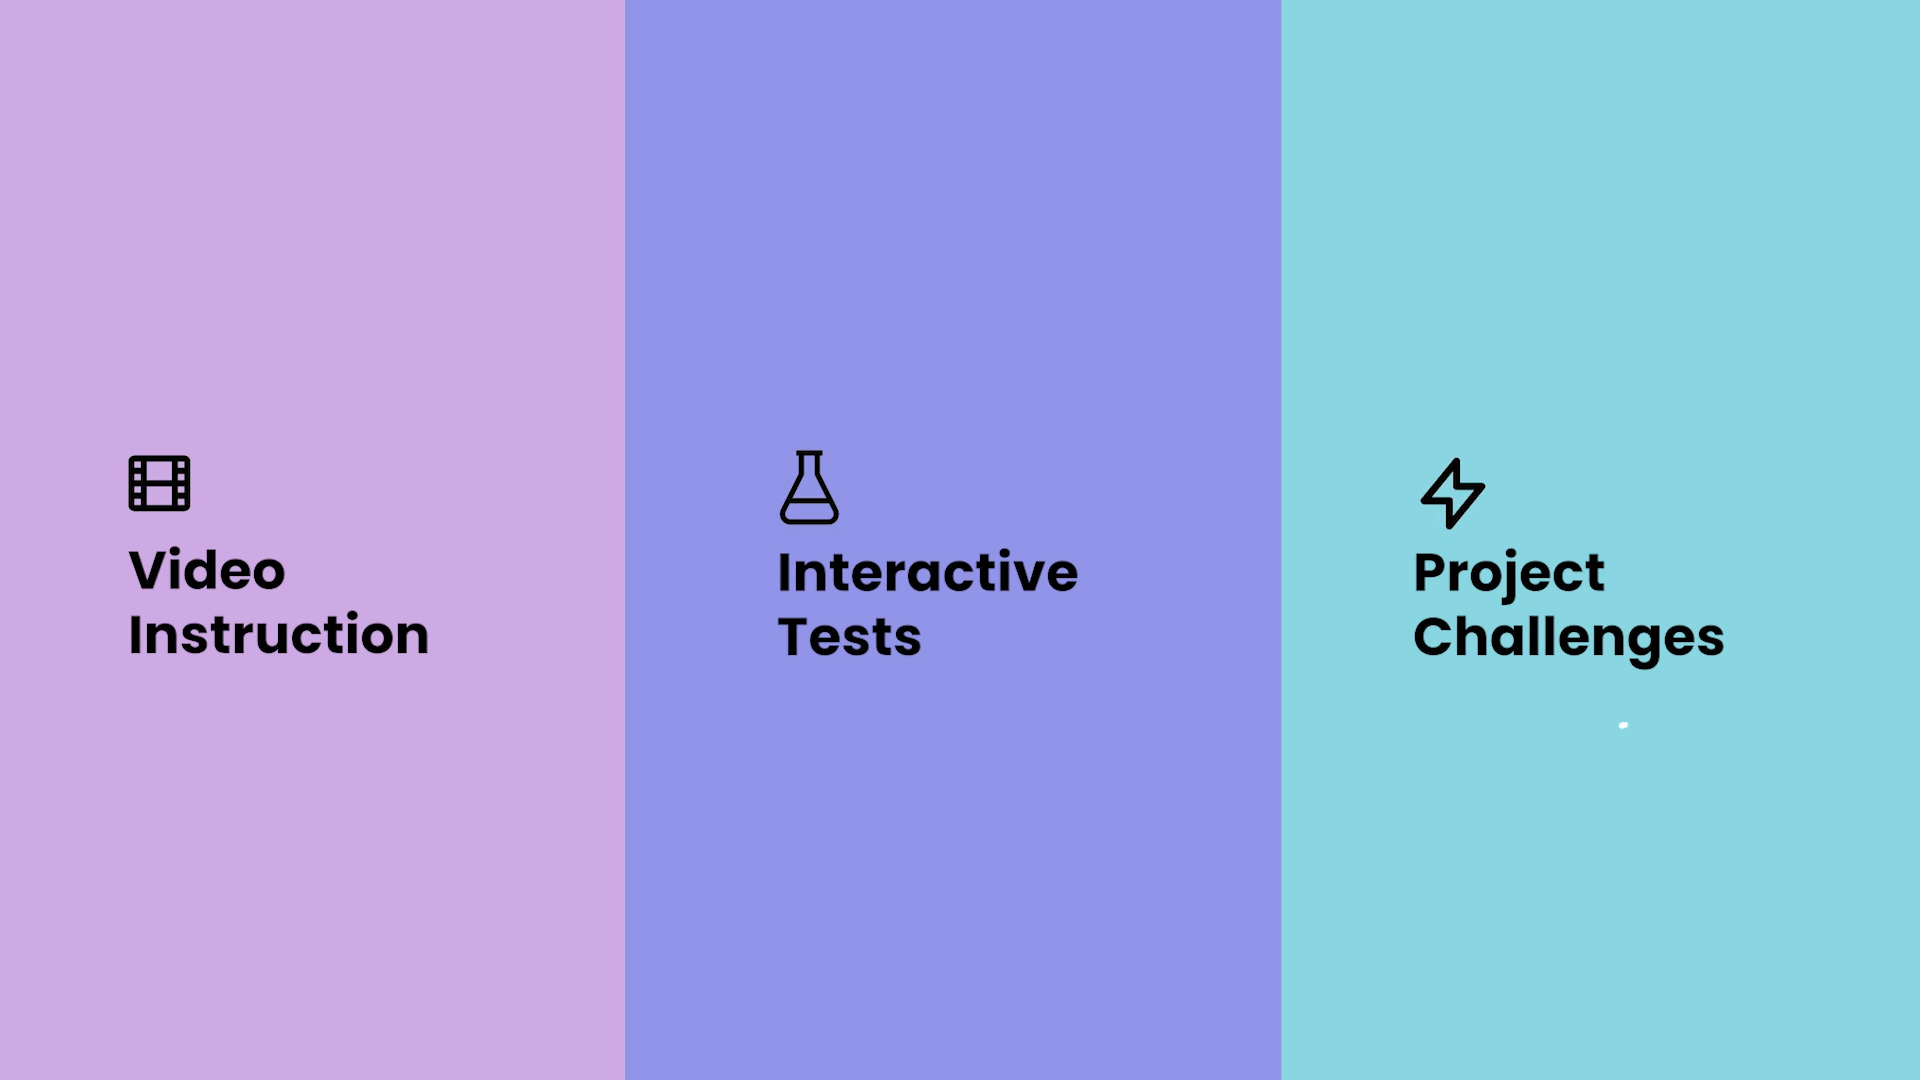 Video
Instruction
Interactive
Tests
Project
Challenges